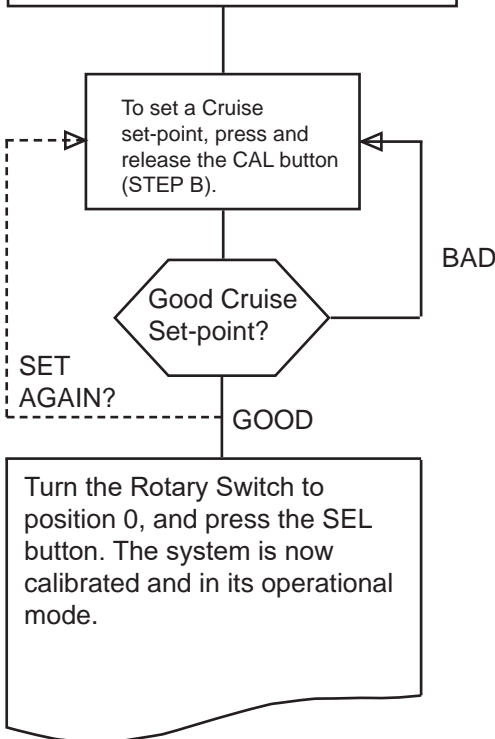 To set a Cruise
set-point, press and
release the CAL button
(STEP B).
BAD
Good Cruise
Set-point?
SET
AGAIN?
GOOD
Turn the Rotary Switch to
position 0, and press the SEL
button. The system is now
calibrated and in its operational
mode.